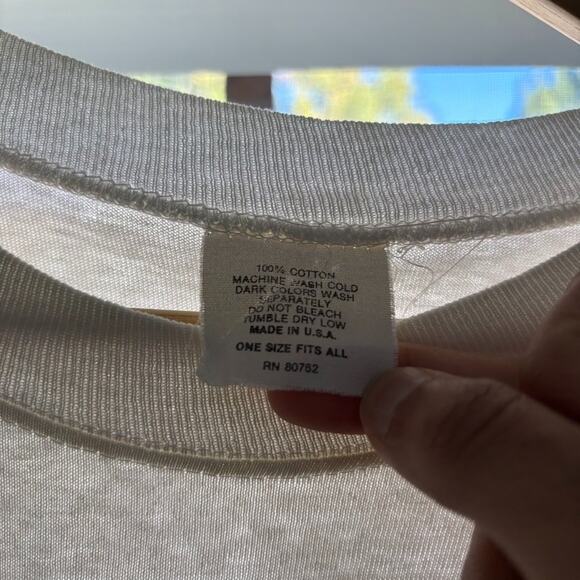 100% COTTON
MACHINE WASH COLD
DARK COLORS WASH
SEPARATELY
DO NOT BLEACH
TUMBLE DRY LOW
MADE IN U.S.A.
ONE SIZE FITS ALL
RN 80762